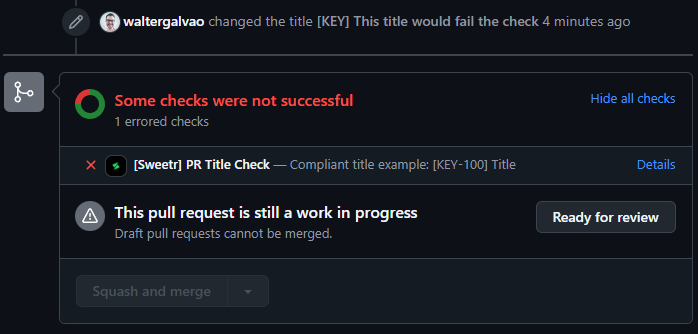 waltergalvao changed the title [KEY] This title would fail the check 4 minutes ago
Some checks were not successful
Hide all checks
1 errored checks
[Sweetr] PR Title Check — Compliant title example: [KEY-100] Title
Details
This pull request is still a work in progress
Ready for review
Draft pull requests cannot be merged.
Squash and merge